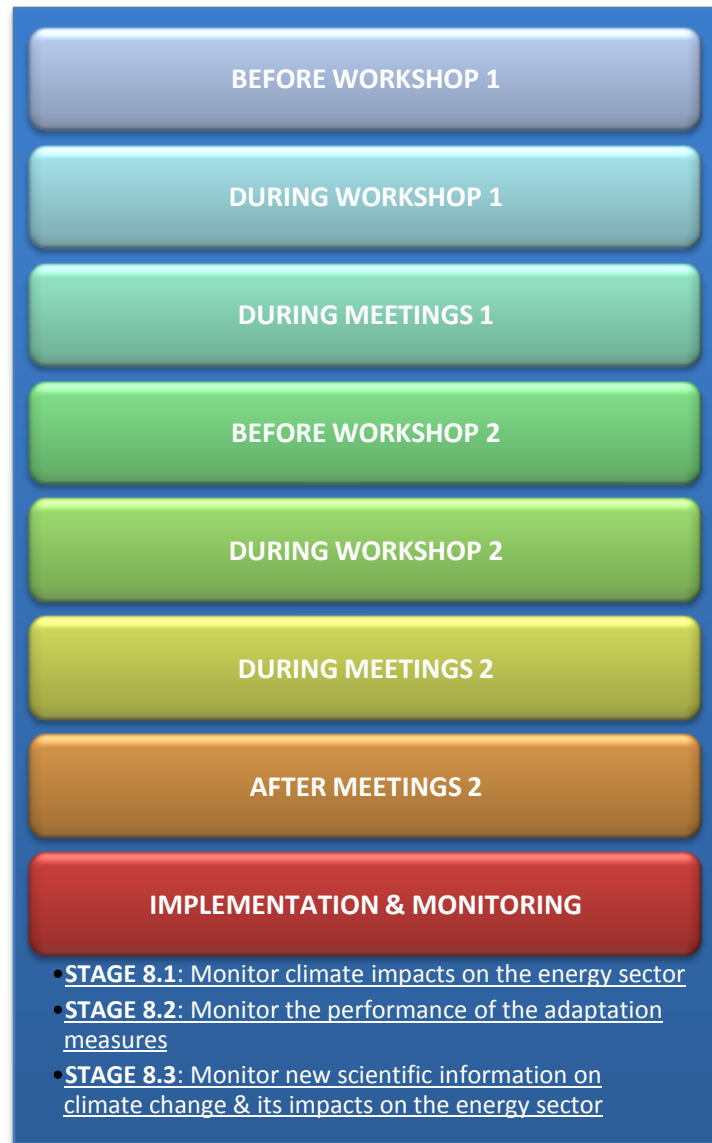 BEFORE WORKSHOP 1
DURING WORKSHOP 1
DURING MEETINGS 1
BEFORE WORKSHOP 2
DURING WORKSHOP 2
DURING MEETINGS 2
AFTER MEETINGS 2
IMPLEMENTATION & MONITORING
•STAGE 8.1: Monitor climate impacts on the energy sector
•STAGE 8.2: Monitor the performance of the adaptation
measures
•STAGE 8.3: Monitor new scientific information on
climate change & its impacts on the energy sector